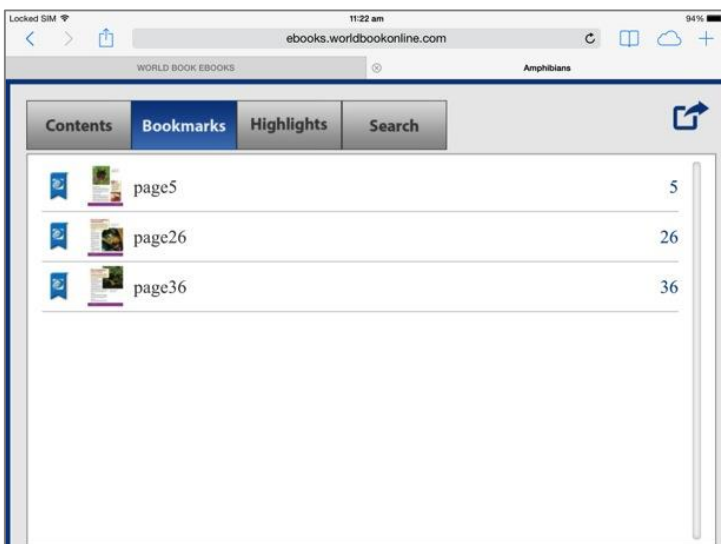 Locked SIM 11:22 am 94%
ebooks.worldbookonline.com
WORLD BOOK EBOOKS Amphibians
Contents Bookmarks Highlights Search
page5 5
page26 26
page36 36